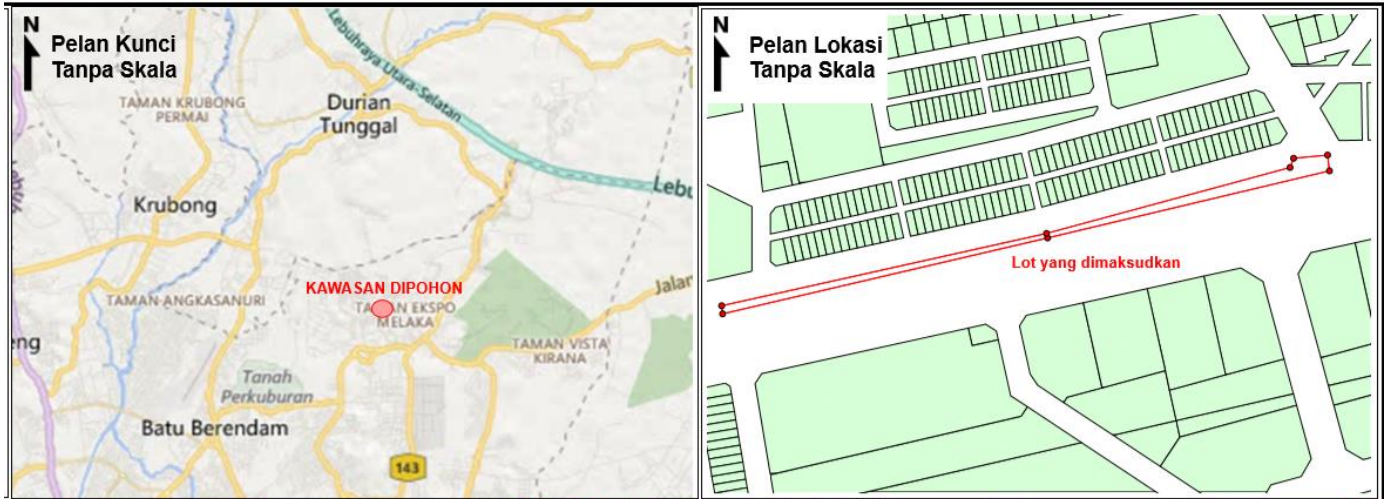 N
Pelan Kunci
Tanpa Skala
Lebuhraya Utara-Selatan
TAMAN KRUBONG
PERMAI
Durian
Tunggal
Lebu
Krubong
KAWASAN DIPOHON
TAMAN ANGKASANURI
EKSPO
MELAKA
Jalan
TAMAN VISTA
KIRANA
eng
Tanah
Perkuburan
Batu Berendam
143
N
Pelan Lokasi
Tanpa Skala
Lot yang dimaksudkan